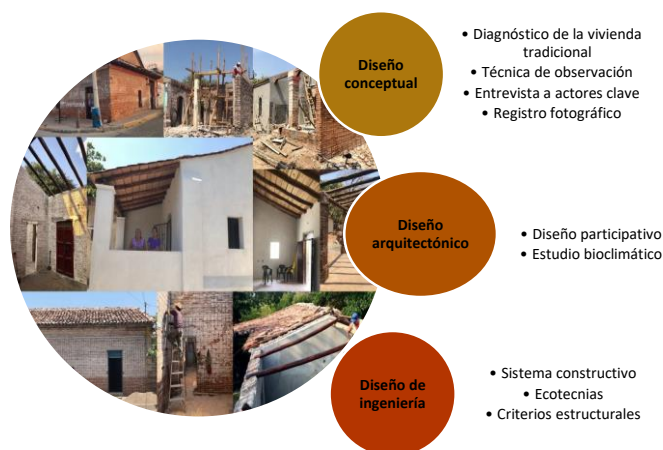 Diseño
conceptual
• Diagnóstico de la vivienda
tradicional
• Técnica de observación
• Entrevista a actores clave
• Registro fotográfico
Diseño
arquitectónico
• Diseño participativo
• Estudio bioclimático
Diseño de
ingeniería
• Sistema constructivo
• Ecotecnias
• Criterios estructurales